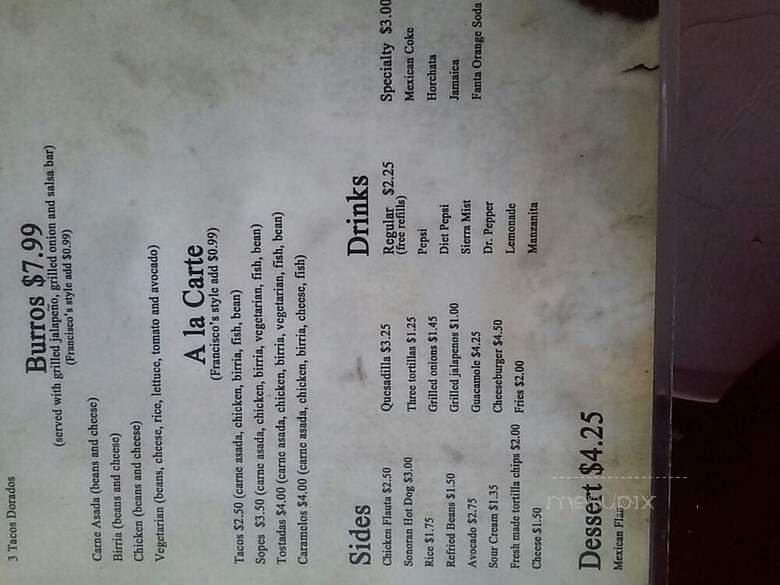 3 Tacos Dorados
Burros $7.99
(served with grilled jalapeño, grilled onion and salsa bar)
(Francisco's style add $0.99)
Carne Asada (beans and cheese)
Birria (beans and cheese)
Chicken (beans and cheese)
Vegetarian (beans, cheese, rice, lettuce, tomato and avocado)
A la Carte
(Francisco's style add $0.99)
Tacos $2.50 (carne asada, chicken, birria, fish, bean)
Sopes $3.50 (carne asada, chicken, birria, vegetarian, fish, bean)
Tostadas $4.00 (carne asada, chicken, birria, vegetarian, fish, bean)
Caramelos $4.00 (carne asada, chicken, birria, cheese, fish)
Sides
Chicken Flauta $2.50
Sonoran Hot Dog $3.00
Rice $1.75
Refried Beans $1.50
Avocado $2.75
Sour Cream $1.35
Fresh made tortilla chips $2.00
Cheese $1.50
Quesadilla $3.25
Three tortillas $1.25
Grilled onions $1.45
Grilled jalapenos $1.00
Guacamole $4.25
Cheeseburger $4.50
Fries $2.00
Drinks
Regular $2.25
(free refills)
Pepsi
Diet Pepsi
Sierra Mist
Dr. Pepper
Lemonade
Manzanita
Specialty $3.00
Mexican Coke
Horchata
Jamaica
Fanta Orange Soda
Dessert $4.25
Mexican Flan
menupix